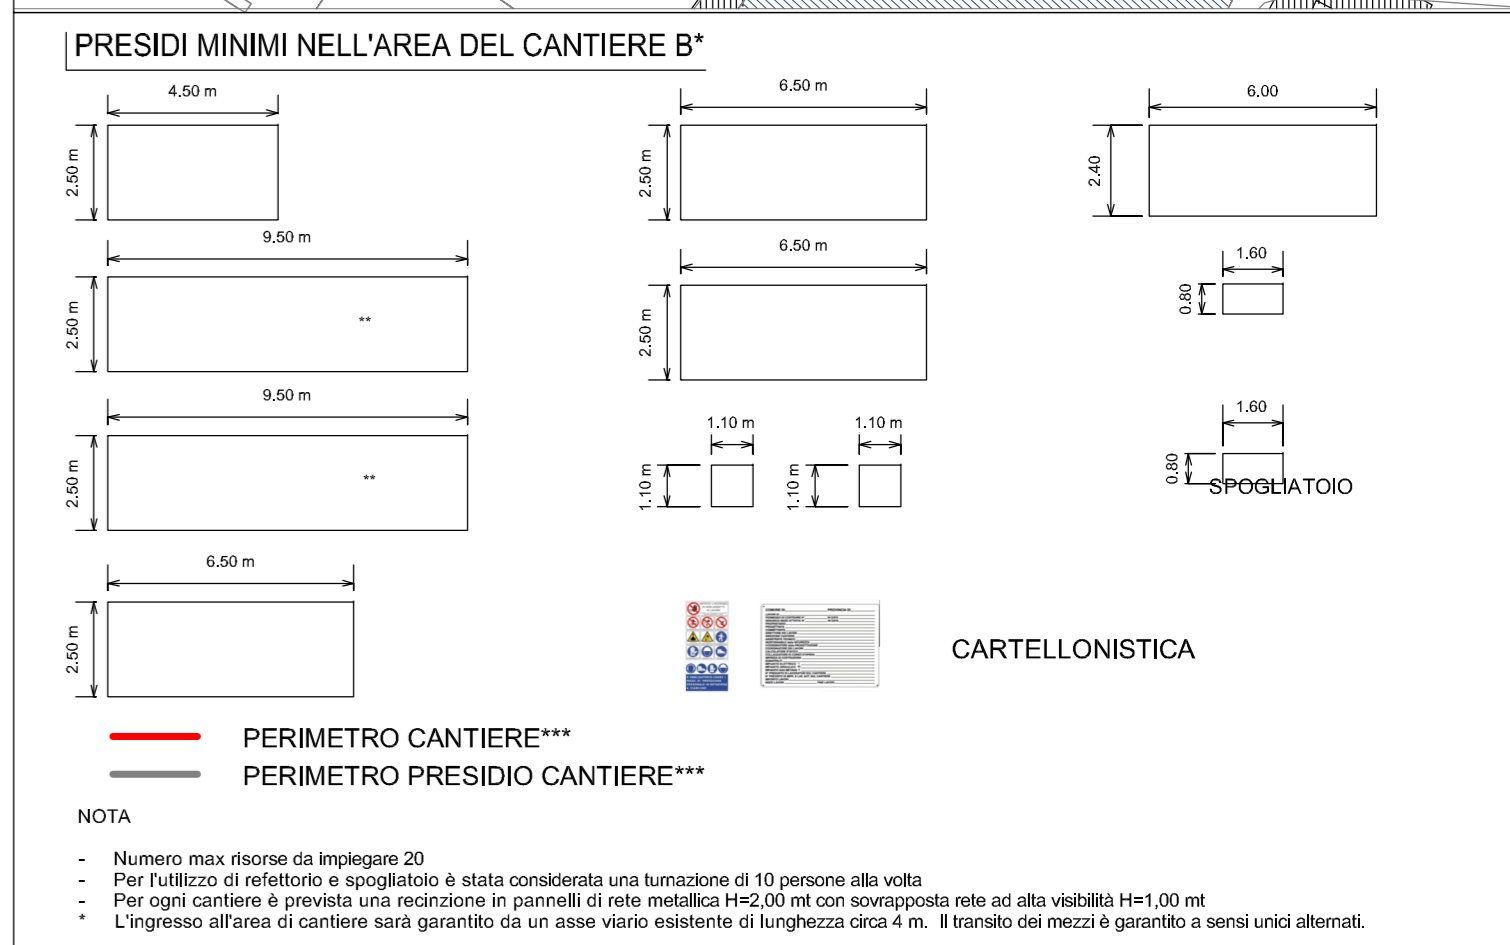 PRESIDI MINIMI NELL'AREA DEL CANTIERE B*
4.50 m
6.50 m
6.00
2.50 m
2.50 m
2.40
9.50 m
6.50 m
1.60
2.50 m
**
2.50 m
0.80
9.50 m
1.60
2.50 m
**
1.10 m
1.10 m
1.10 m
1.10 m
0.80
SPOGLIATOIO
6.50 m
2.50 m
CARTELLONISTICA
PERIMETRO CANTIERE***
PERIMETRO PRESIDIO CANTIERE***
NOTA
- Numero max risorse da impiegare 20
- Per l'utilizzo di refettorio e spogliatoio è stata considerata una turnazione di 10 persone alla volta
- Per ogni cantiere è prevista una recinzione in pannelli di rete metallica H=2,00 mt con sovrapposta rete ad alta visibilità H=1,00 mt
* L'ingresso all'area di cantiere sarà garantito da un asse viario esistente di lunghezza circa 4 m. Il transito dei mezzi è garantito a sensi unici alternati.